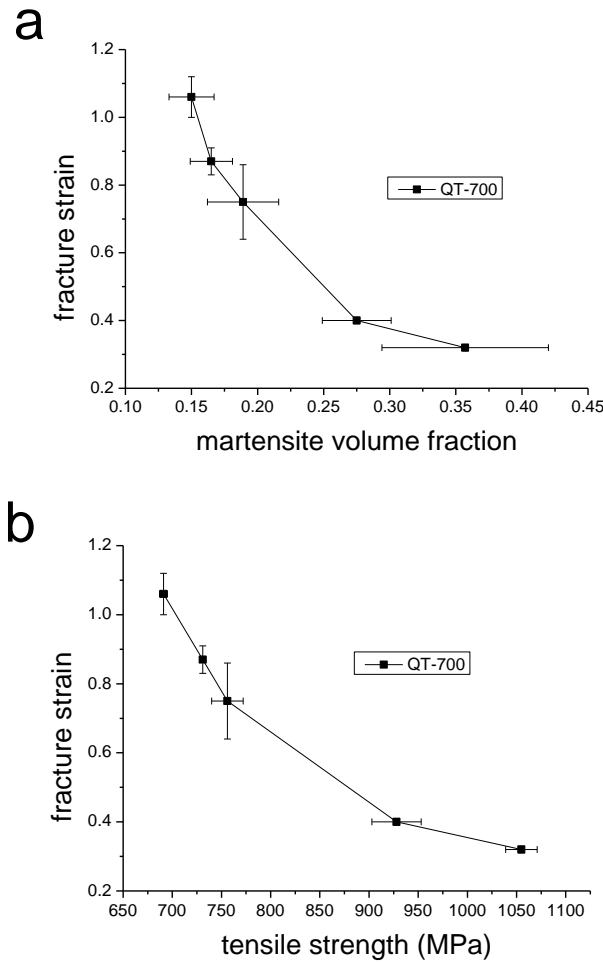 a
1.2
1.0
0.8
0.6
0.4
0.2
fracture strain
QT-700
0.10 0.15 0.20 0.25 0.30 0.35 0.40 0.45
martensite volume fraction
b
1.2
1.0
0.8
0.6
0.4
0.2
fracture strain
QT-700
650 700 750 800 850 900 950 1000 1050 1100
tensile strength (MPa)